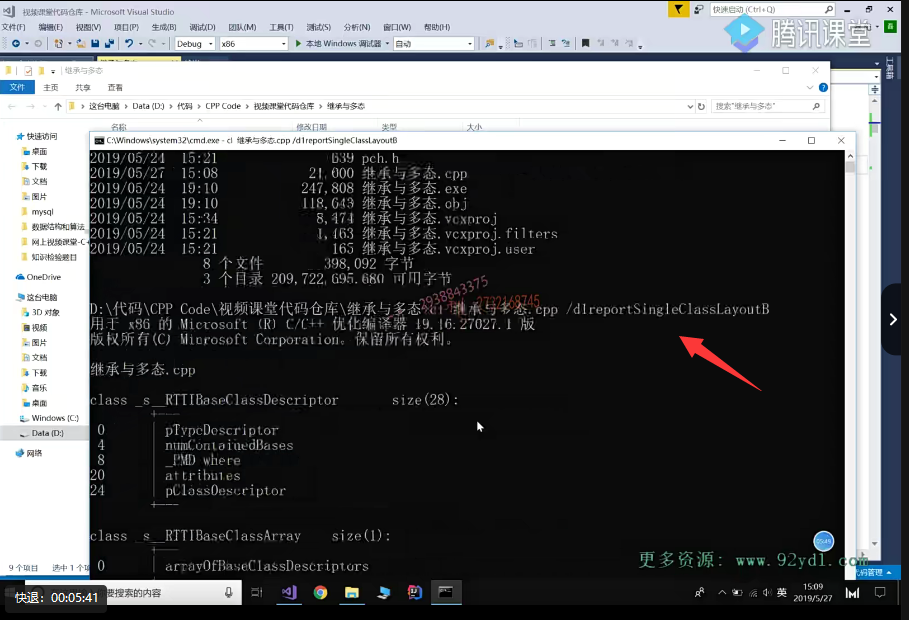 视频课堂代码仓库 - Microsoft Visual Studio
快速启动 (Ctrl+Q)
文件(F) 编辑(E) 视图(V) 项目(P) 生成(B) 调试(D) 团队(M) 工具(T) 测试(S) 分析(N) 窗口(W) 帮助(H)
Debug x86 本地 Windows 调试器 自动
腾讯课堂
工具箱
继承与多态
文件 主页 共享 查看
这台电脑 › Data (D:) › 代码 › CPP Code › 视频课堂代码仓库 › 继承与多态
搜索"继承与多态"
名称 修改日期 类型 大小
快速访问
桌面
下载
文档
图片
mysql
数据结构和算法
网上视频课堂-C+
知识检验题目
OneDrive
这台电脑
3D 对象
视频
图片
文档
下载
音乐
桌面
Windows (C:)
Data (D:)
网络
9 个项目 选中 1 个项
C:\Windows\system32\cmd.exe - cl 继承与多态.cpp /d1reportSingleClassLayoutB
2019/05/24 15:21 639 pch.h
2019/05/27 15:08 21,000 继承与多态.cpp
2019/05/24 19:10 247,808 继承与多态.exe
2019/05/24 19:10 118,643 继承与多态.obj
2019/05/24 15:34 8,474 继承与多态.vcxproj
2019/05/24 15:21 1,463 继承与多态.vcxproj.filters
2019/05/24 15:21 165 继承与多态.vcxproj.user
8 个文件 398,092 字节
3 个目录 209,722,695,680 可用字节
2938843375
2732168745
D:\代码\CPP Code\视频课堂代码仓库\继承与多态>cl 继承与多态.cpp /d1reportSingleClassLayoutB
用于 x86 的 Microsoft (R) C/C++ 优化编译器 19.16.27027.1 版
版权所有(C) Microsoft Corporation。保留所有权利。
继承与多态.cpp
class _s__RTTIBaseClassDescriptor size(28):
+---
0 | pTypeDescriptor
4 | numContainedBases
8 | _PMD where
20 | attributes
24 | pClassDescriptor
+---
class _s__RTTIBaseClassArray size(1):
+---
0 | arrayOfBaseClassDescriptors
05:49
更多资源: www.92ydl.com
快退: 00:05:41
要搜索的内容
英
15:09
2019/5/27